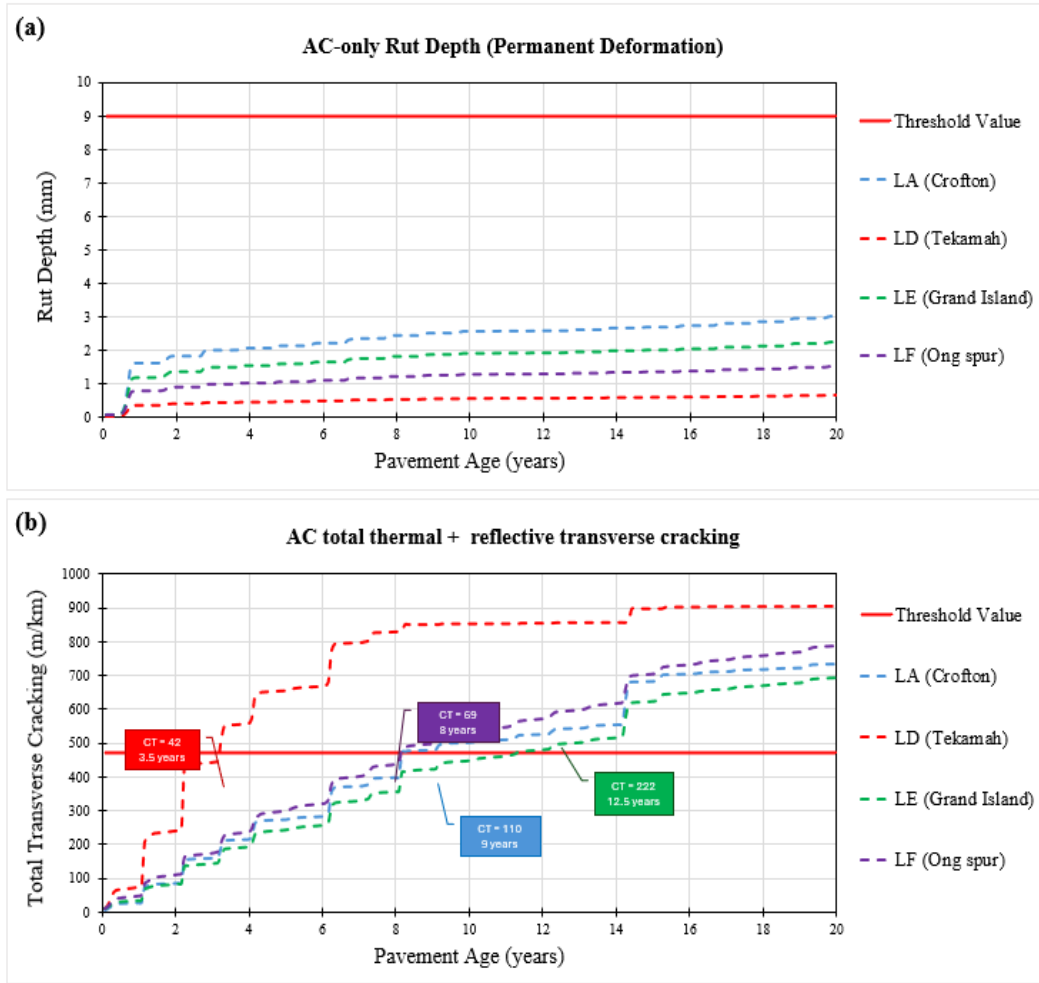 (a)
AC-only Rut Depth (Permanent Deformation)
10
9
8
7
6
5
4
3
2
1
0
Rut Depth (mm)
0 2 4 6 8 10 12 14 16 18 20
Pavement Age (years)
Threshold Value
LA (Crofton)
LD (Tekamah)
LE (Grand Island)
LF (Ong spur)
(b)
AC total thermal + reflective transverse cracking
1000
900
800
700
600
500
400
300
200
100
0
Total Transverse Cracking (m/km)
CT = 42
3.5 years
CT = 69
8 years
CT = 110
9 years
CT = 222
12.5 years
0 2 4 6 8 10 12 14 16 18 20
Pavement Age (years)
Threshold Value
LA (Crofton)
LD (Tekamah)
LE (Grand Island)
LF (Ong spur)